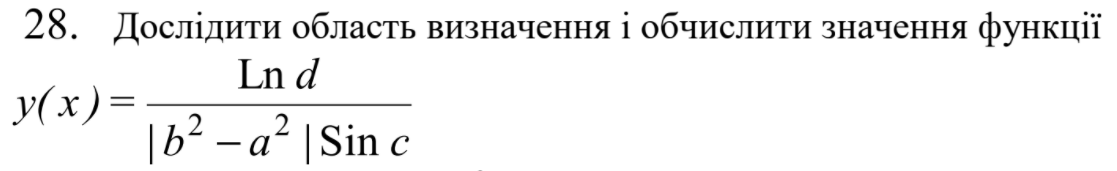 28. Дослідити область визначення і обчислити значення функції
y(x) = Ln d / |b² − a²| Sin c